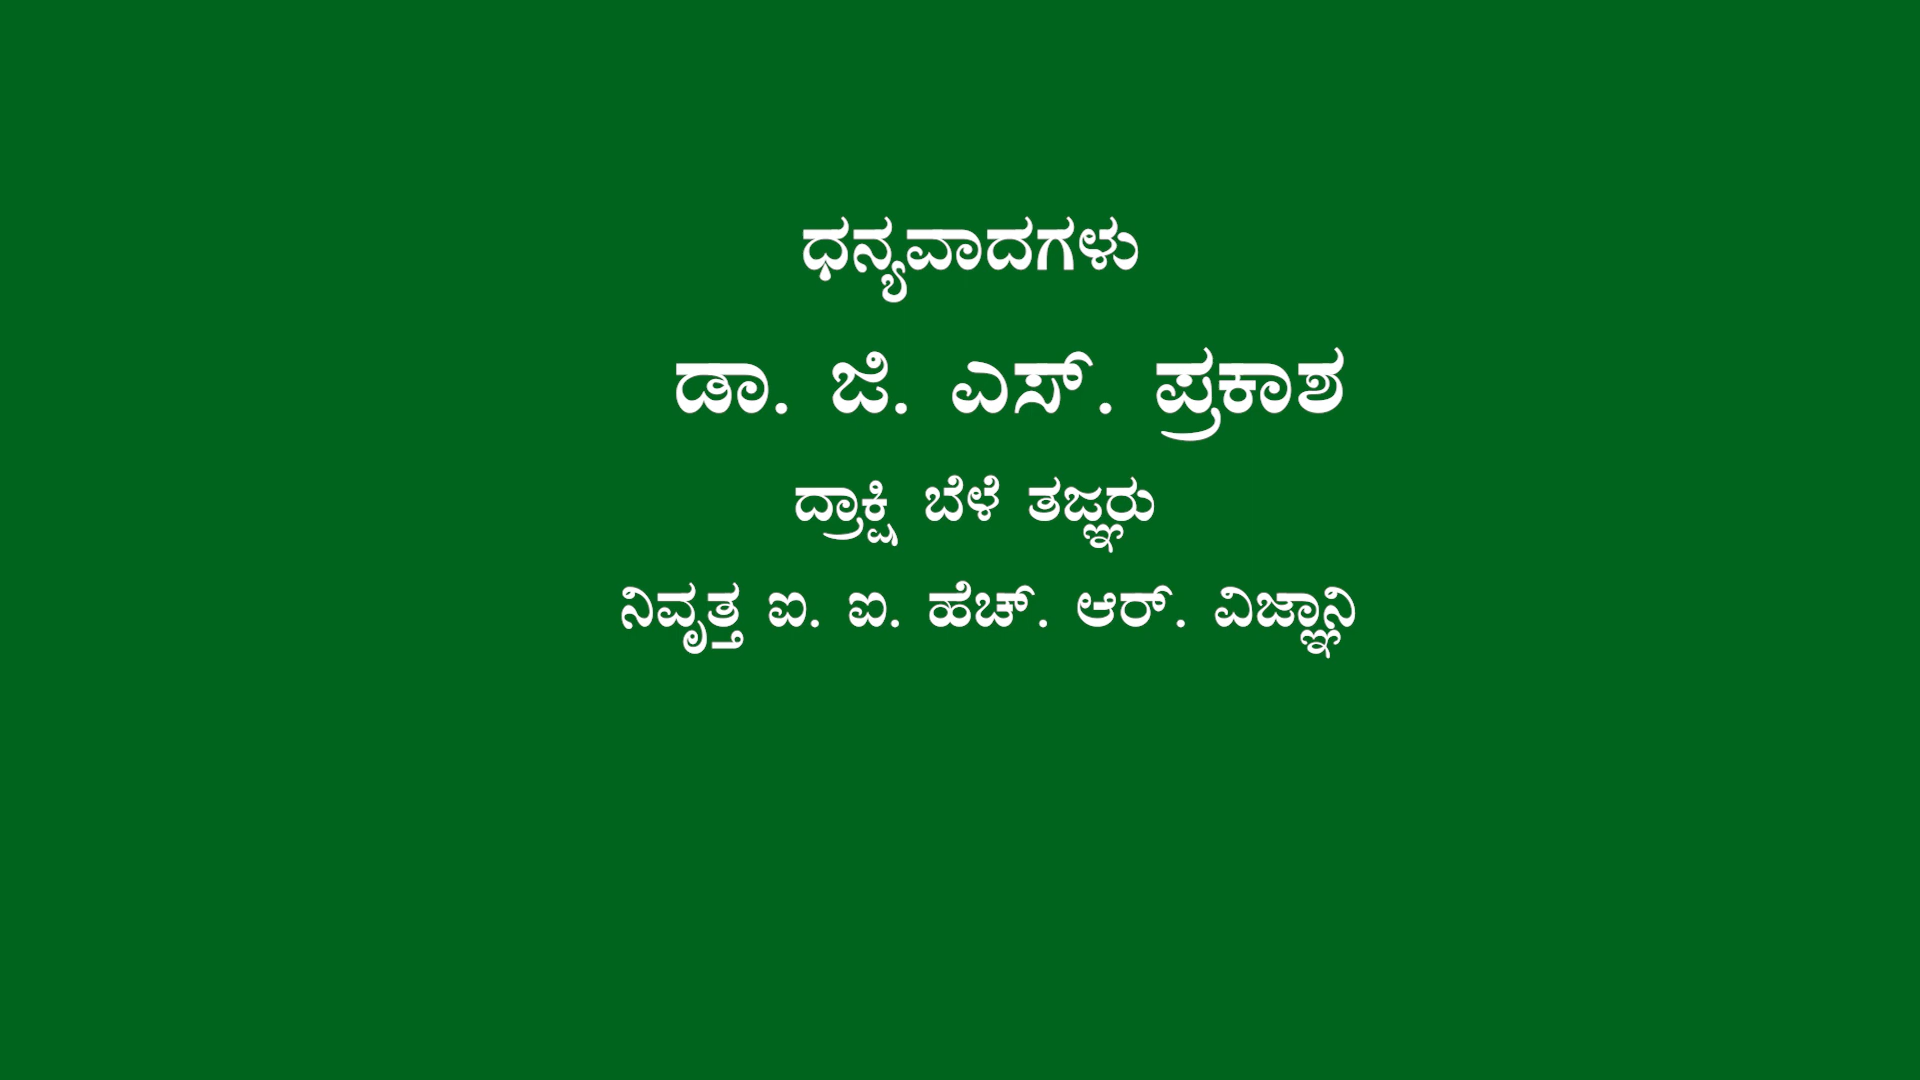 ಧನ್ಯವಾದಗಳು
ಡಾ. ಜಿ. ಎಸ್. ಪ್ರಕಾಶ
ದ್ರಾಕ್ಷಿ ಬೆಳೆ ತಜ್ಞರು
ನಿವೃತ್ತ ಐ. ಐ. ಹೆಚ್. ಆರ್. ವಿಜ್ಞಾನಿ